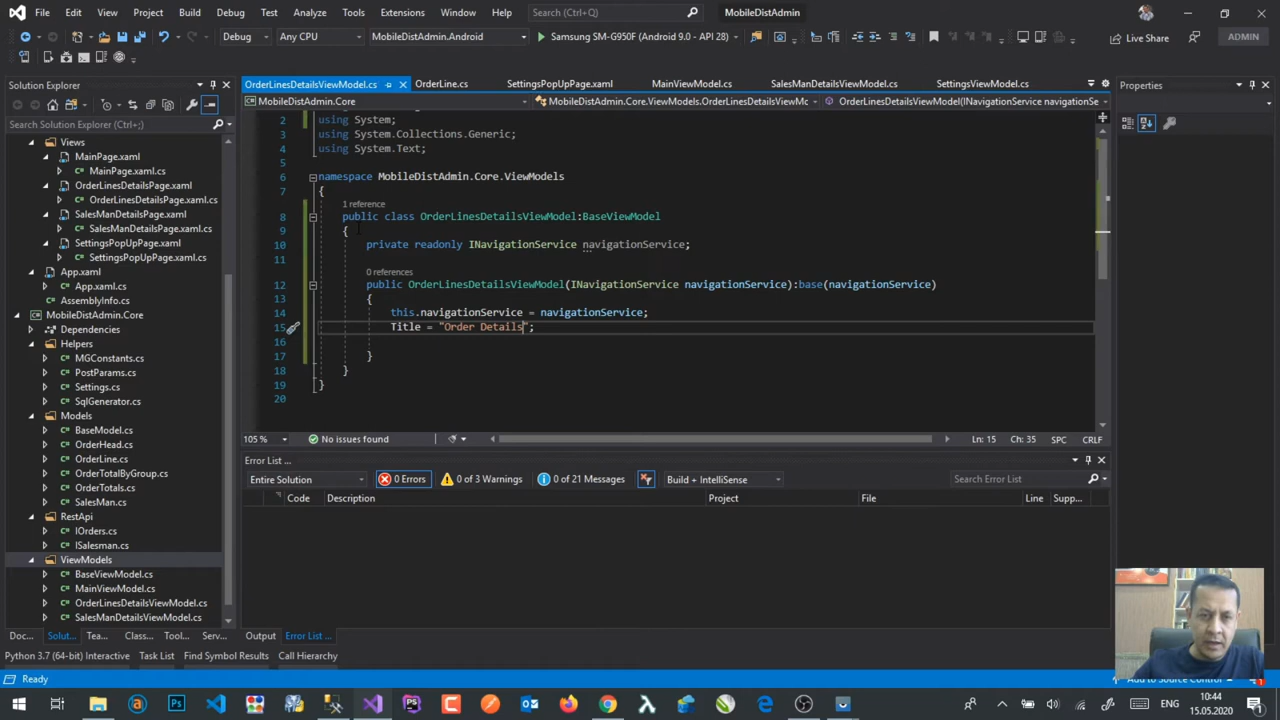 File Edit View Project Build Debug Test Analyze Tools Extensions Window Help Search (Ctrl+Q) MobileDistAdmin
Debug Any CPU MobileDistAdmin.Android Samsung SM-G950F (Android 9.0 - API 28) Live Share ADMIN
Solution Explorer
Search Solution Explorer (Ctrl+;)
Views
MainPage.xaml
MainPage.xaml.cs
OrderLinesDetailsPage.xaml
OrderLinesDetailsPage.xaml.cs
SalesManDetailsPage.xaml
SalesManDetailsPage.xaml.cs
SettingsPopUpPage.xaml
SettingsPopUpPage.xaml.cs
App.xaml
AssemblyInfo.cs
MobileDistAdmin.Core
Dependencies
Helpers
MGConstants.cs
PostParams.cs
Settings.cs
SqlGenerator.cs
Models
BaseModel.cs
OrderHead.cs
OrderLine.cs
OrderTotalByGroup.cs
OrderTotals.cs
SalesMan.cs
RestApi
IOrders.cs
ISalesman.cs
ViewModels
BaseViewModel.cs
MainViewModel.cs
OrderLinesDetailsViewModel.cs
SalesManDetailsViewModel.cs
Doc... Solut... Tea... Class... Tool... Serv...
OrderLinesDetailsViewModel.cs OrderLine.cs SettingsPopUpPage.xaml MainViewModel.cs SalesManDetailsViewModel.cs SettingsViewModel.cs
MobileDistAdmin.Core MobileDistAdmin.Core.ViewModels.OrderLinesDetailsViewMc OrderLinesDetailsViewModel(INavigationService navigationSe
2 using System;
3 using System.Collections.Generic;
4 using System.Text;
5
6 namespace MobileDistAdmin.Core.ViewModels
7 {
1 reference
8 public class OrderLinesDetailsViewModel:BaseViewModel
9 {
10 private readonly INavigationService navigationService;
11
0 references
12 public OrderLinesDetailsViewModel(INavigationService navigationService):base(navigationService)
13 {
14 this.navigationService = navigationService;
15 Title = "Order Details";
16
17 }
18 }
19 }
20
105 % No issues found Ln: 15 Ch: 35 SPC CRLF
Error List ...
Entire Solution 0 Errors 0 of 3 Warnings 0 of 21 Messages Build + IntelliSense Search Error List
Code Description Project File Line Supp...
Output Error List ...
Properties
Python 3.7 (64-bit) Interactive Task List Find Symbol Results Call Hierarchy
Ready Add to Source Control
ENG 10:44
15.05.2020